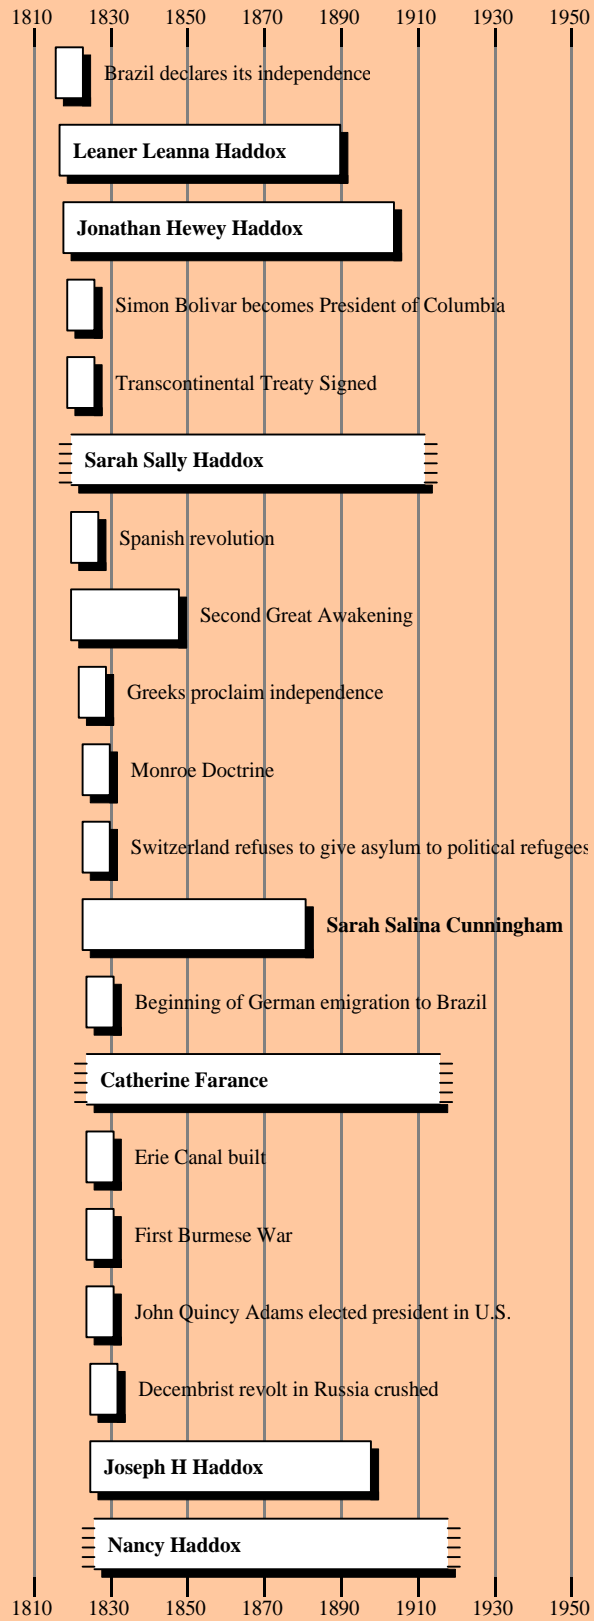 1810 1830 1850 1870 1890 1910 1930 1950
Brazil declares its independence
Leaner Leanna Haddox
Jonathan Hewey Haddox
Simon Bolivar becomes President of Columbia
Transcontinental Treaty Signed
Sarah Sally Haddox
Spanish revolution
Second Great Awakening
Greeks proclaim independence
Monroe Doctrine
Switzerland refuses to give asylum to political refugees
Sarah Salina Cunningham
Beginning of German emigration to Brazil
Catherine Farance
Erie Canal built
First Burmese War
John Quincy Adams elected president in U.S.
Decembrist revolt in Russia crushed
Joseph H Haddox
Nancy Haddox
1810 1830 1850 1870 1890 1910 1930 1950